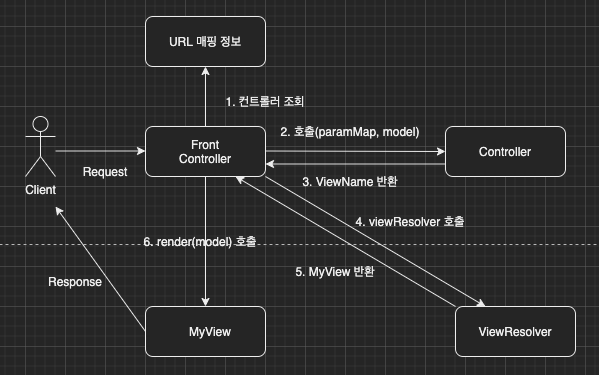 URL 매핑 정보
1. 컨트롤러 조회
Front
Controller
2. 호출(paramMap, model)
Controller
Request
3. ViewName 반환
Client
4. viewResolver 호출
6. render(model) 호출
5. MyView 반환
Response
MyView
ViewResolver